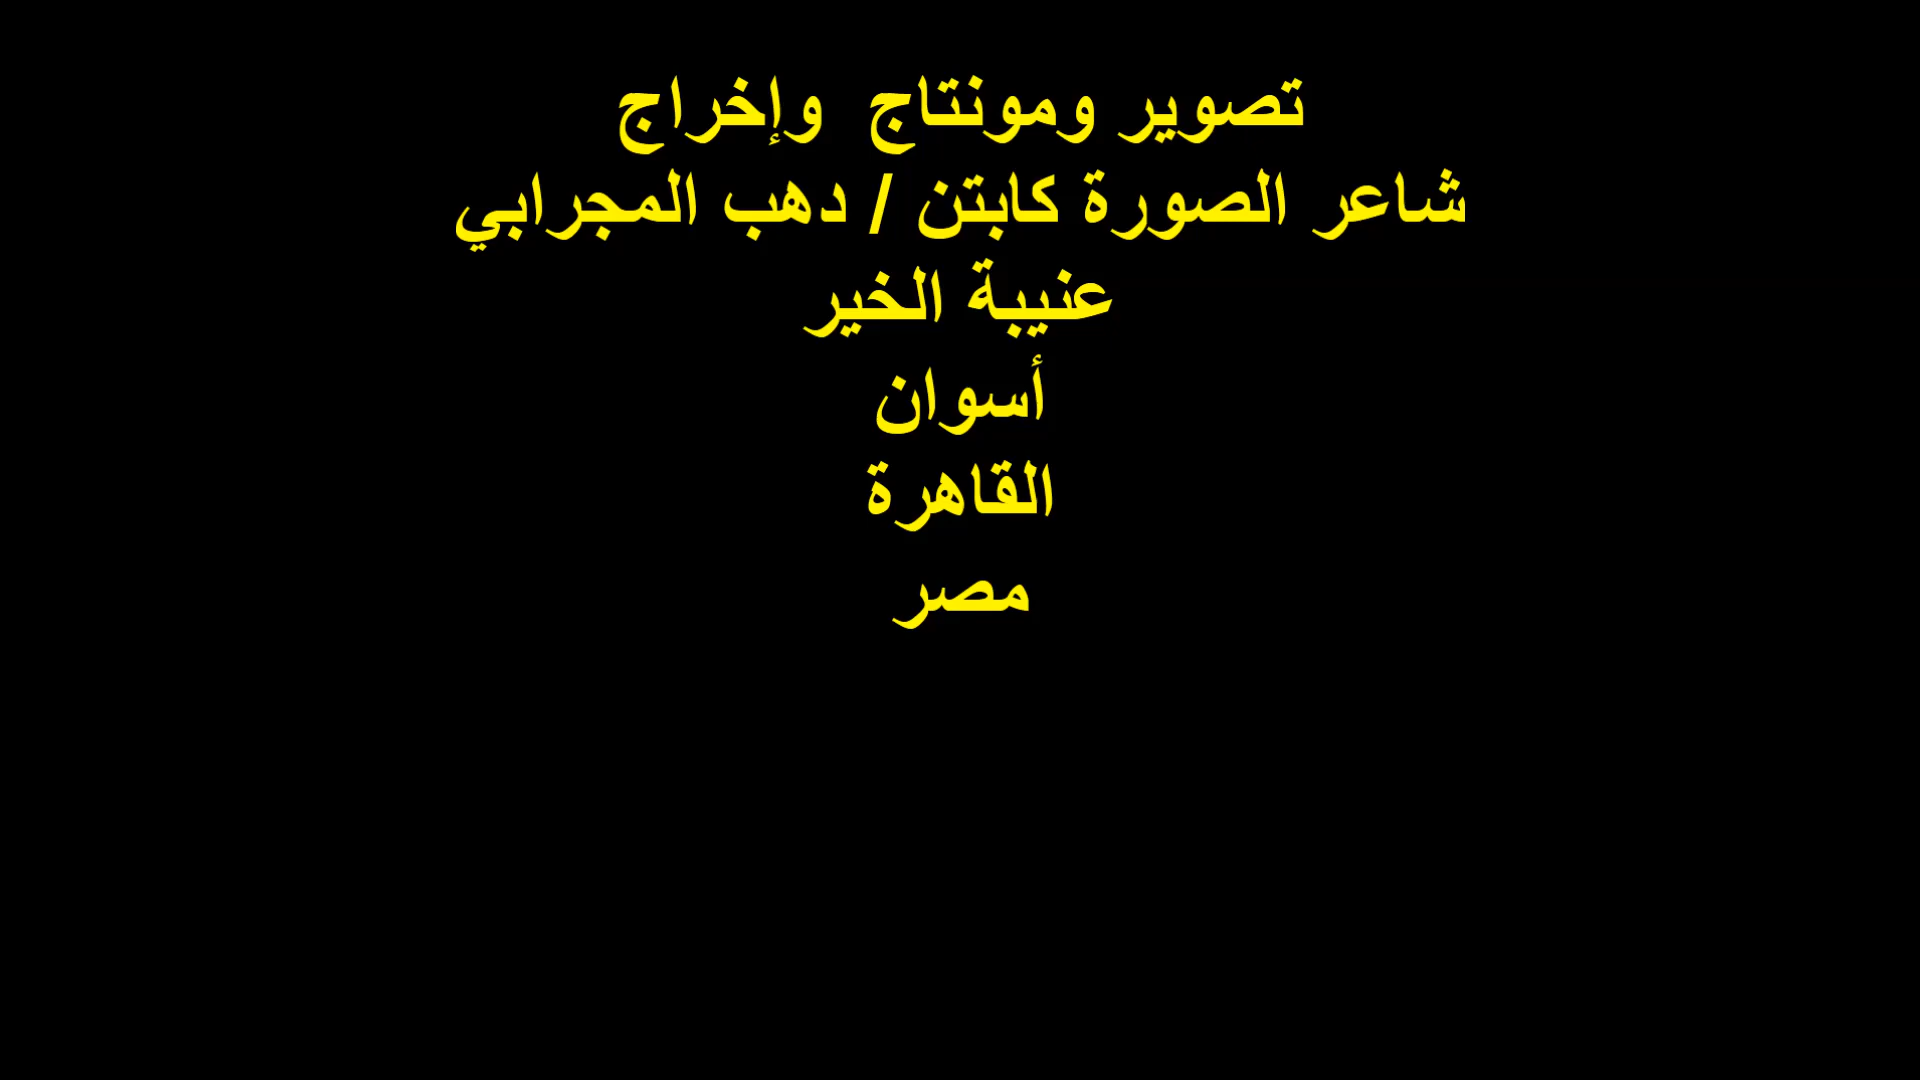 تصوير ومونتاج  وإخراج
شاعر الصورة كابتن / دهب المجرابي
عنيبة الخير
أسوان
القاهرة
مصر